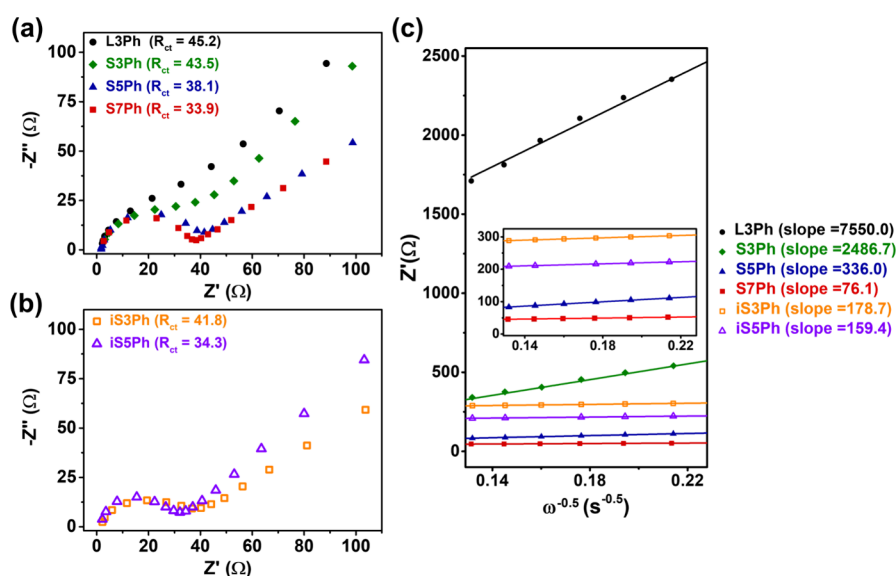 (a)
L3Ph (Rct = 45.2)
S3Ph (Rct = 43.5)
S5Ph (Rct = 38.1)
S7Ph (Rct = 33.9)
100
75
50
25
0
-Z'' (Ω)
0 20 40 60 80 100
Z' (Ω)
(b)
iS3Ph (Rct = 41.8)
iS5Ph (Rct = 34.3)
100
75
50
25
0
-Z'' (Ω)
0 20 40 60 80 100
Z' (Ω)
(c)
2500
2000
1500
1000
500
0
Z'(Ω)
300
200
100
0
0.14 0.18 0.22
0.14 0.18 0.22
ω-0.5 (s-0.5)
L3Ph (slope =7550.0)
S3Ph (slope =2486.7)
S5Ph (slope =336.0)
S7Ph (slope =76.1)
iS3Ph (slope =178.7)
iS5Ph (slope =159.4)